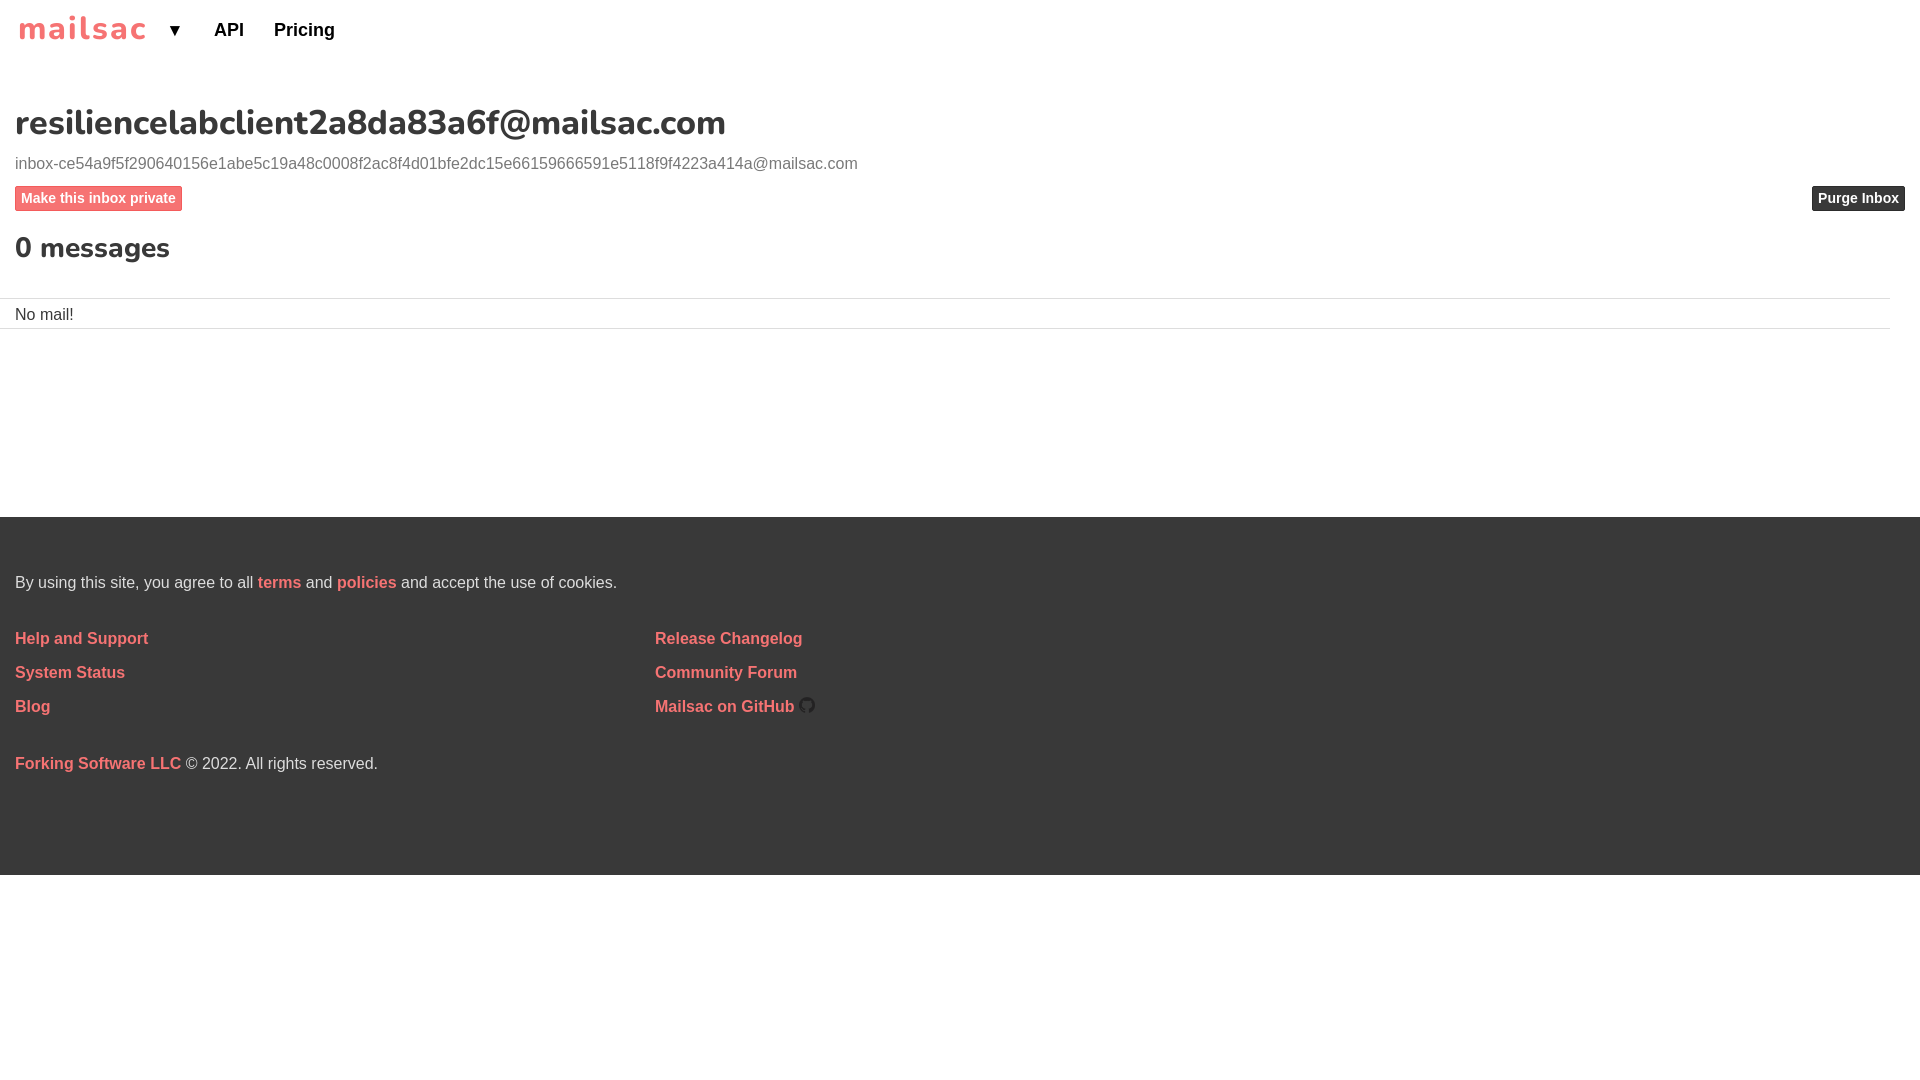 mailsac ▼ API Pricing
resiliencelabclient2a8da83a6f@mailsac.com
inbox-ce54a9f5f290640156e1abe5c19a48c0008f2ac8f4d01bfe2dc15e66159666591e5118f9f4223a414a@mailsac.com
Make this inbox private Purge Inbox
0 messages
No mail!
By using this site, you agree to all terms and policies and accept the use of cookies.
Help and Support
System Status
Blog
Release Changelog
Community Forum
Mailsac on GitHub
Forking Software LLC © 2022. All rights reserved.